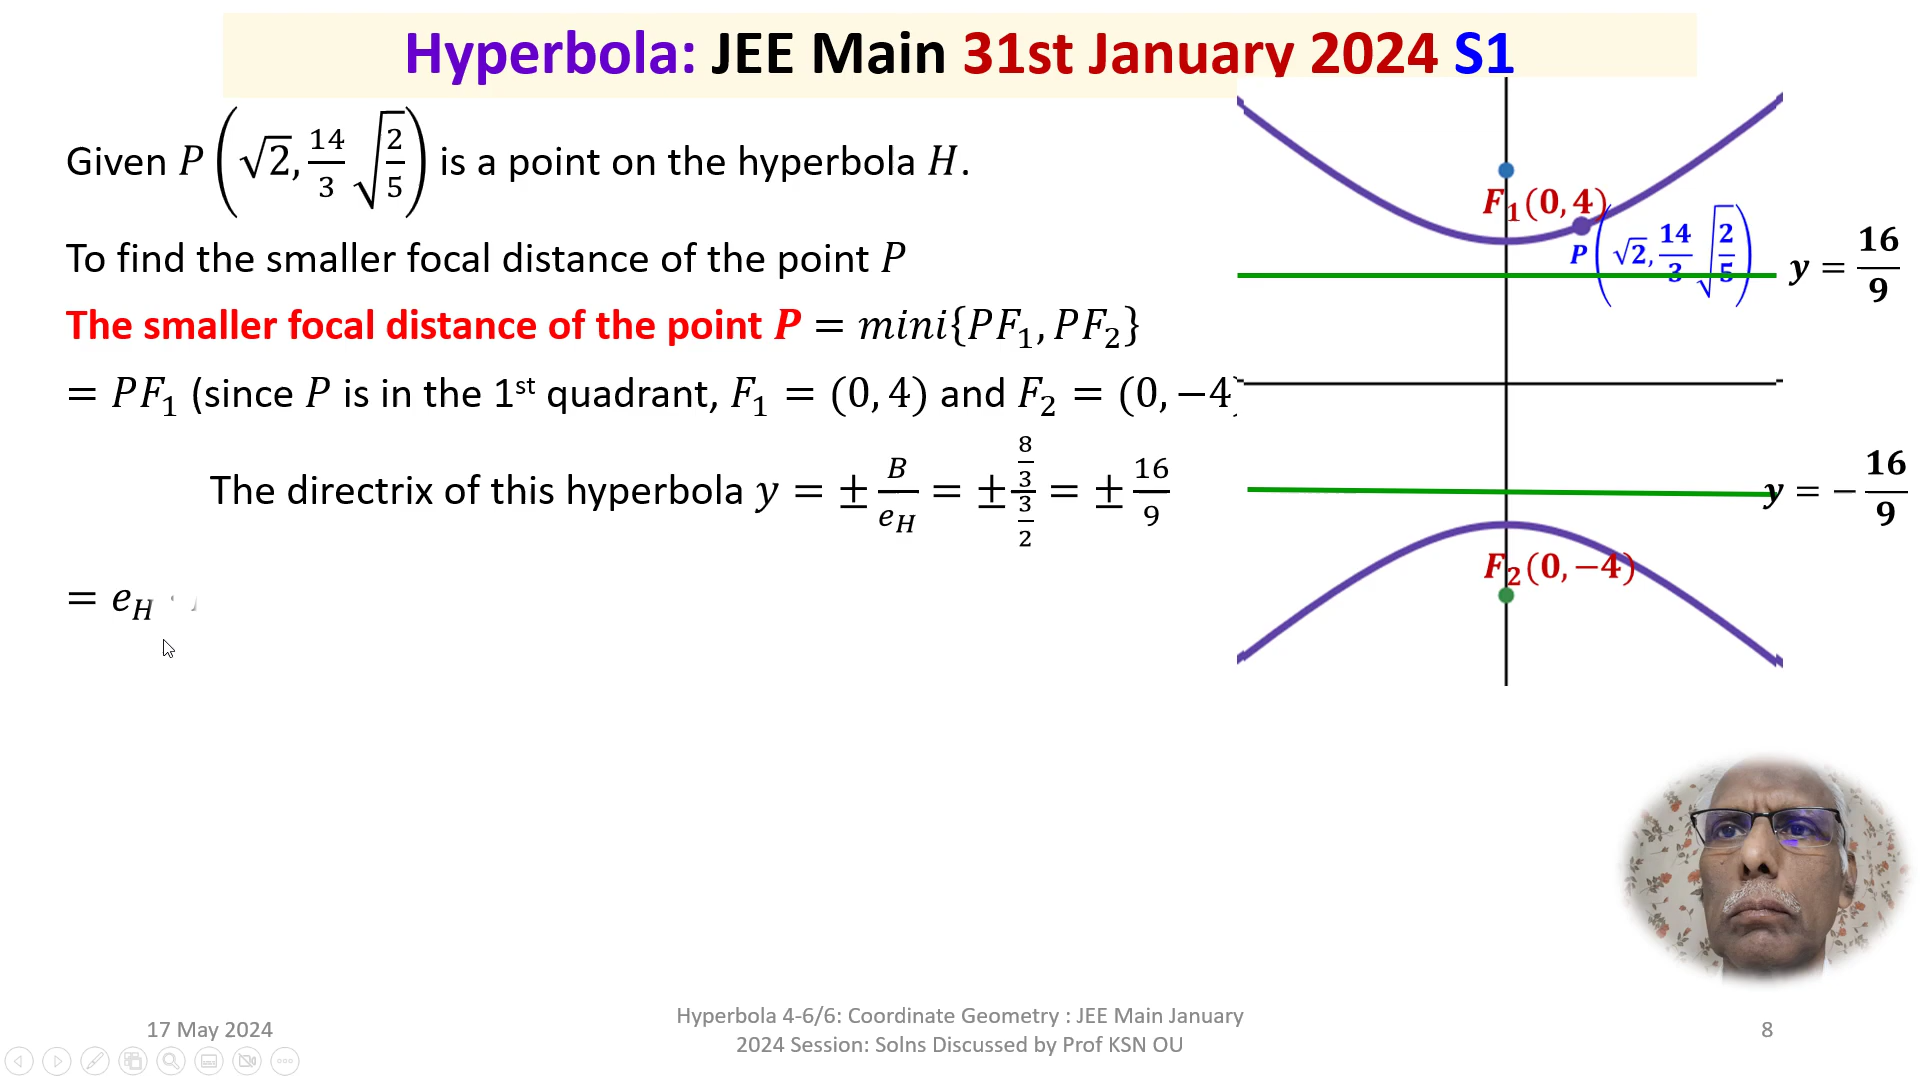 Hyperbola: JEE Main 31st January 2024 S1
Given P(√2, 14/3 √(2/5)) is a point on the hyperbola H.
To find the smaller focal distance of the point P
The smaller focal distance of the point P = mini{PF₁, PF₂}
= PF₁ (since P is in the 1st quadrant, F₁ = (0, 4) and F₂ = (0, −4)
The directrix of this hyperbola y = ± B/e_H = ± (8/3)/(3/2) = ± 16/9
= e_H
F₁(0, 4)
P(√2, 14/3 √(2/5))
y = 16/9
y = − 16/9
F₂(0, −4)
17 May 2024
Hyperbola 4-6/6: Coordinate Geometry : JEE Main January
2024 Session: Solns Discussed by Prof KSN OU
8